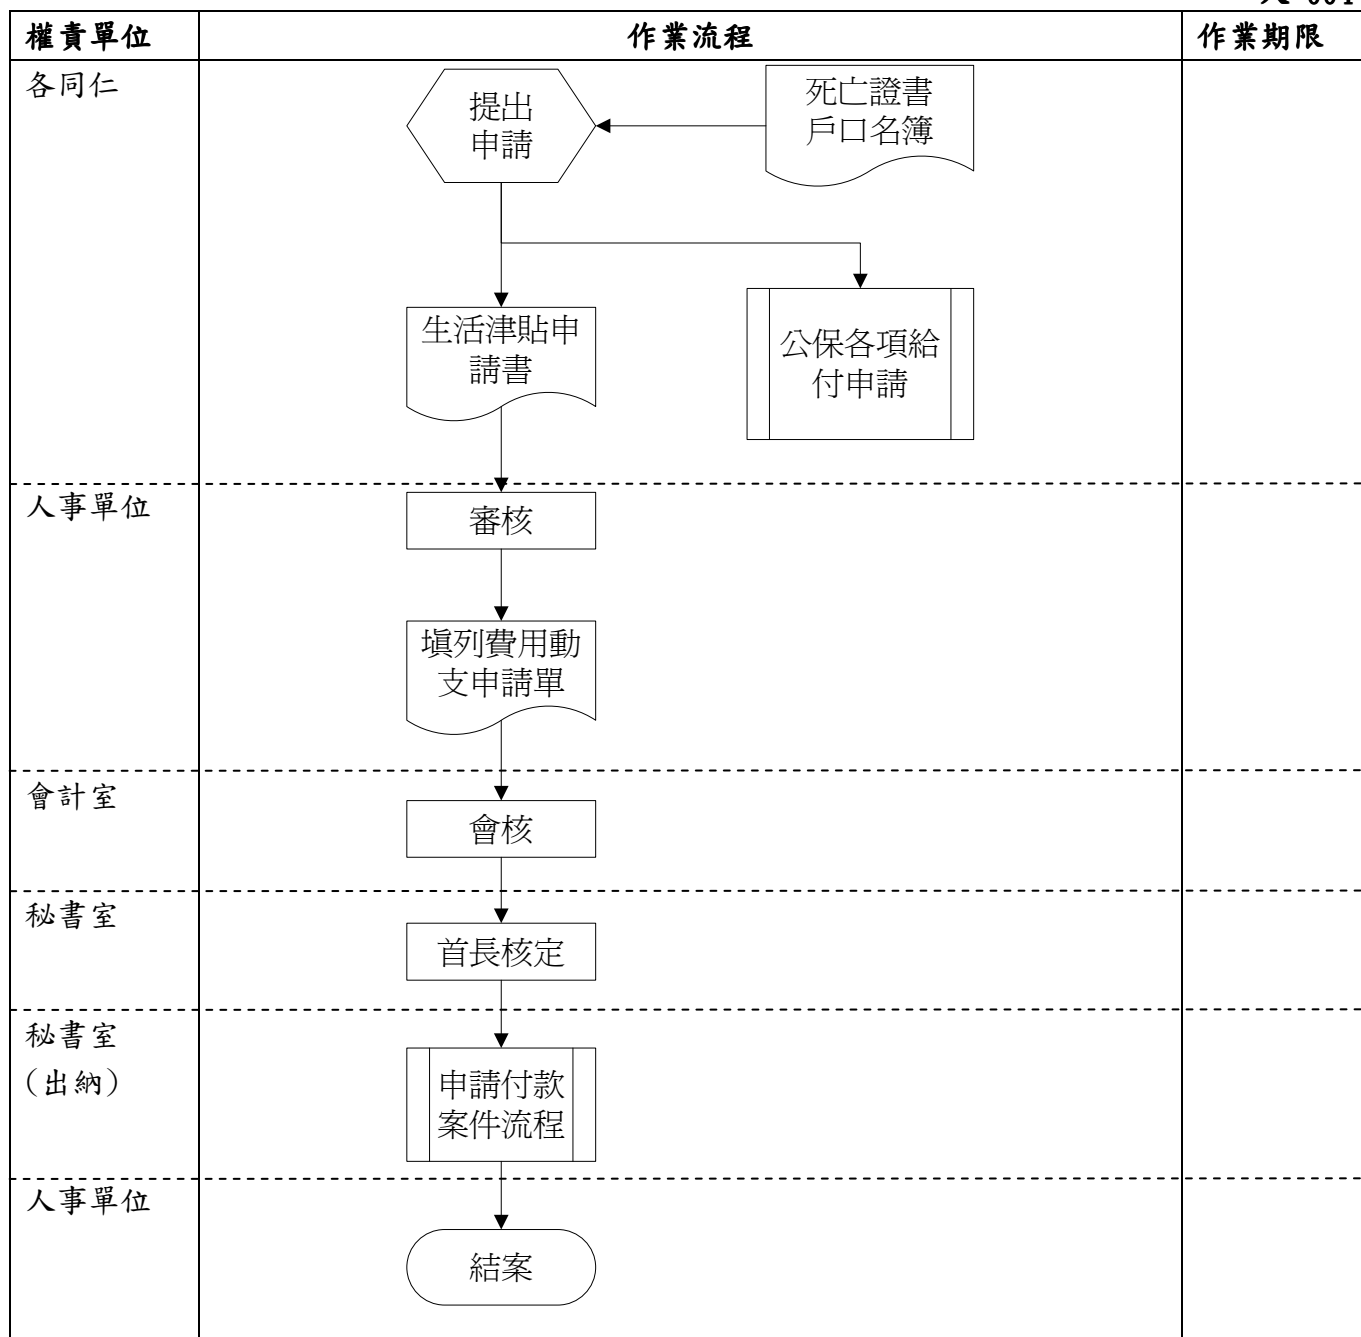 權責單位
作業流程
作業期限
各同仁
提出
申請
死亡證書
戶口名簿
生活津貼申
請書
公保各項給
付申請
人事單位
審核
填列費用動
支申請單
會計室
會核
秘書室
首長核定
秘書室
(出納)
申請付款
案件流程
人事單位
結案